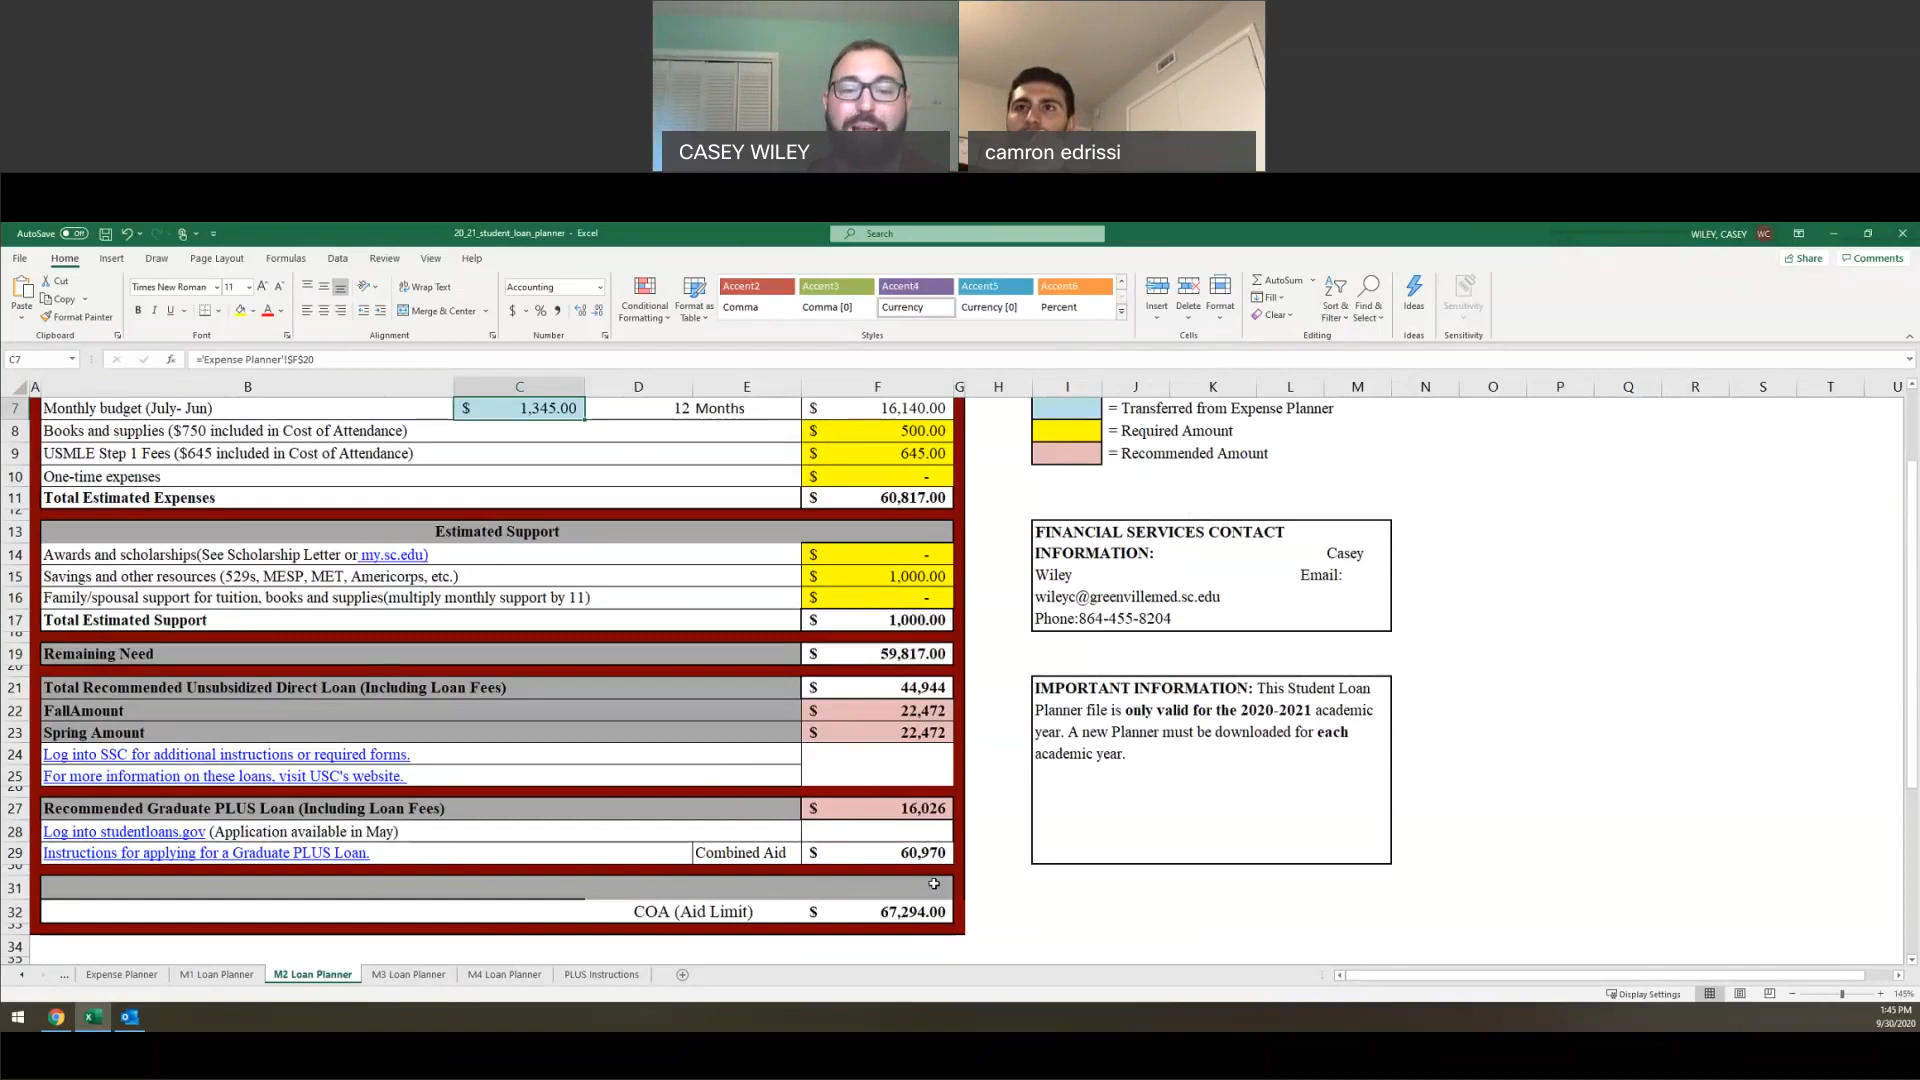 CASEY WILEY
camron edrissi
AutoSave Off
20_21_student_loan_planner - Excel
Search
WILEY, CASEY WC
File Home Insert Draw Page Layout Formulas Data Review View Help
Share Comments
Paste
Cut
Copy
Format Painter
Times New Roman 11
B I U
Wrap Text
Merge & Center
Accounting
$ % ,
Conditional Formatting
Format as Table
Accent2 Accent3 Accent4 Accent5 Accent6
Comma Comma [0] Currency Currency [0] Percent
Insert Delete Format
AutoSum
Fill
Clear
Sort & Filter
Find & Select
Ideas
Sensitivity
Clipboard Font Alignment Number Styles Cells Editing Ideas Sensitivity
C7 fx ='Expense Planner'!$F$20
A B C D E F G H I J K L M N O P Q R S T U
7 Monthly budget (July- Jun) $ 1,345.00 12 Months $ 16,140.00
8 Books and supplies ($750 included in Cost of Attendance) $ 500.00
9 USMLE Step 1 Fees ($645 included in Cost of Attendance) $ 645.00
10 One-time expenses $ -
11 Total Estimated Expenses $ 60,817.00
12
13 Estimated Support
14 Awards and scholarships(See Scholarship Letter or my.sc.edu) $ -
15 Savings and other resources (529s, MESP, MET, Americorps, etc.) $ 1,000.00
16 Family/spousal support for tuition, books and supplies(multiply monthly support by 11) $ -
17 Total Estimated Support $ 1,000.00
18
19 Remaining Need $ 59,817.00
20
21 Total Recommended Unsubsidized Direct Loan (Including Loan Fees) $ 44,944
22 FallAmount $ 22,472
23 Spring Amount $ 22,472
24 Log into SSC for additional instructions or required forms.
25 For more information on these loans, visit USC's website.
26
27 Recommended Graduate PLUS Loan (Including Loan Fees) $ 16,026
28 Log into studentloans.gov (Application available in May)
29 Instructions for applying for a Graduate PLUS Loan. Combined Aid $ 60,970
30
31
32 COA (Aid Limit) $ 67,294.00
33
34
35
= Transferred from Expense Planner
= Required Amount
= Recommended Amount
FINANCIAL SERVICES CONTACT
INFORMATION: Casey
Wiley Email:
wileyc@greenvillemed.sc.edu
Phone:864-455-8204
IMPORTANT INFORMATION: This Student Loan
Planner file is only valid for the 2020-2021 academic
year. A new Planner must be downloaded for each
academic year.
... Expense Planner M1 Loan Planner M2 Loan Planner M3 Loan Planner M4 Loan Planner PLUS Instructions
Display Settings 145%
1:45 PM
9/30/2020